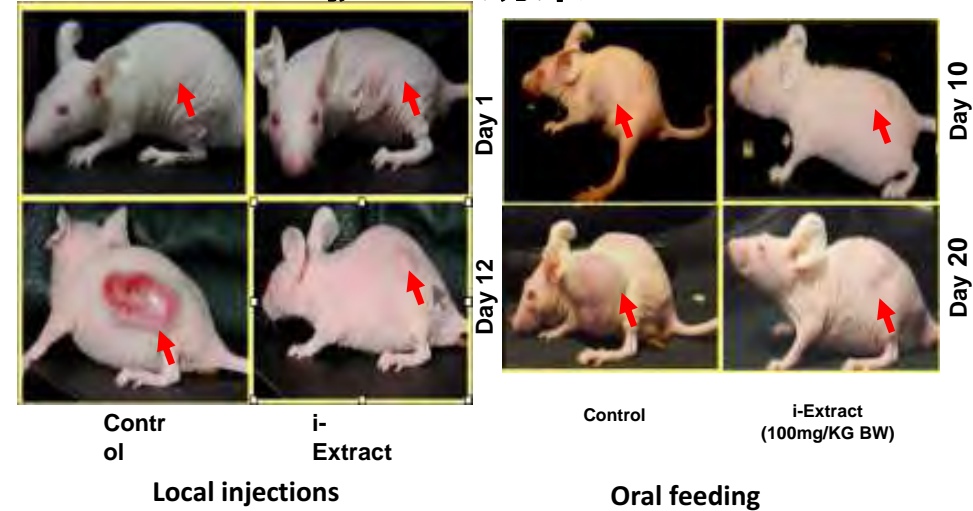 Day 1
Day 12
Day 10
Day 20
Contr
ol
i-
Extract
Control
i-Extract
(100mg/KG BW)
Local injections
Oral feeding